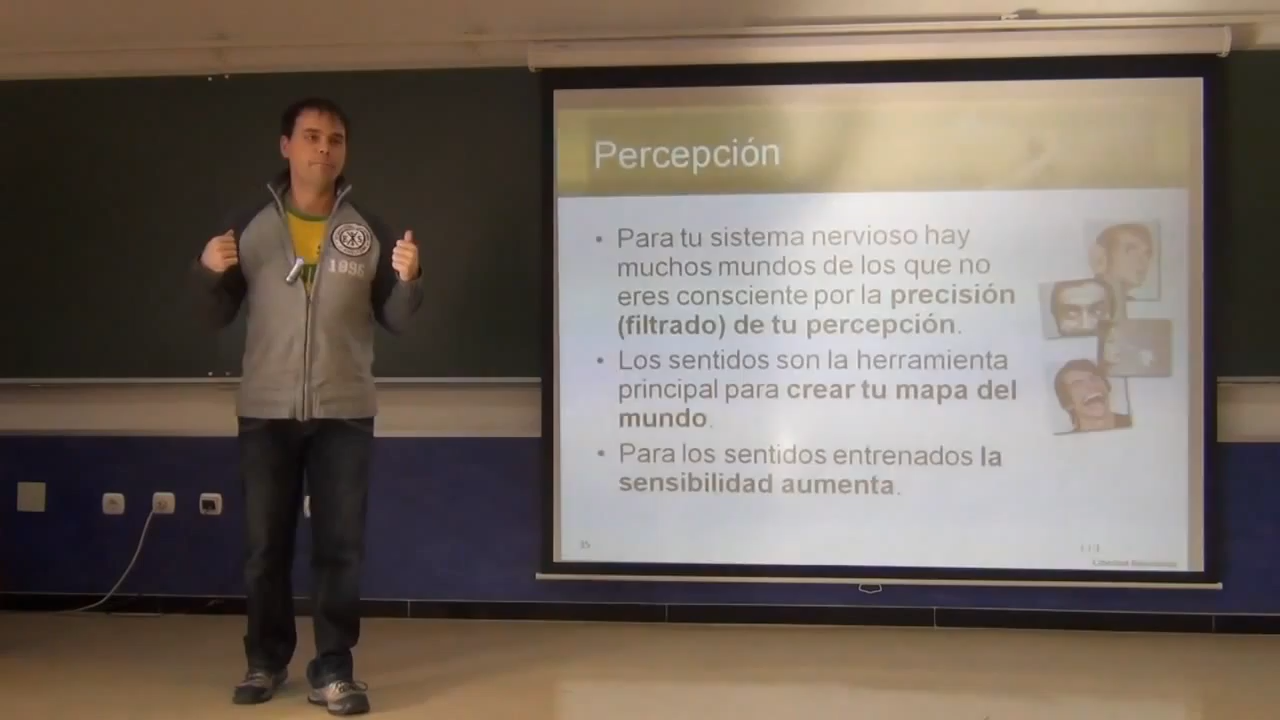 Percepción
• Para tu sistema nervioso hay
muchos mundos de los que no
eres consciente por la precisión
(filtrado) de tu percepción.
• Los sentidos son la herramienta
principal para crear tu mapa del
mundo.
• Para los sentidos entrenados la
sensibilidad aumenta.
35